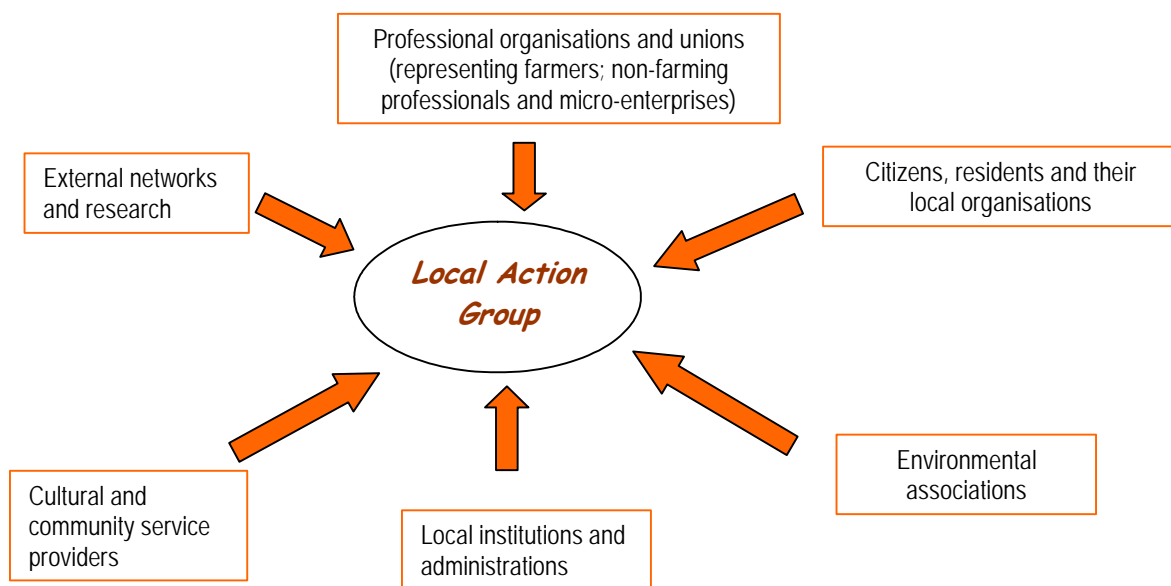 Professional organisations and unions
(representing farmers; non-farming
professionals and micro-enterprises)
External networks
and research
Citizens, residents and their
local organisations
Local Action
Group
Cultural and
community service
providers
Local institutions and
administrations
Environmental
associations